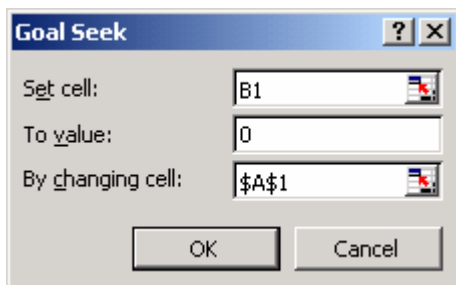 Goal Seek
Set cell: B1
To value: 0
By changing cell: $A$1
OK Cancel